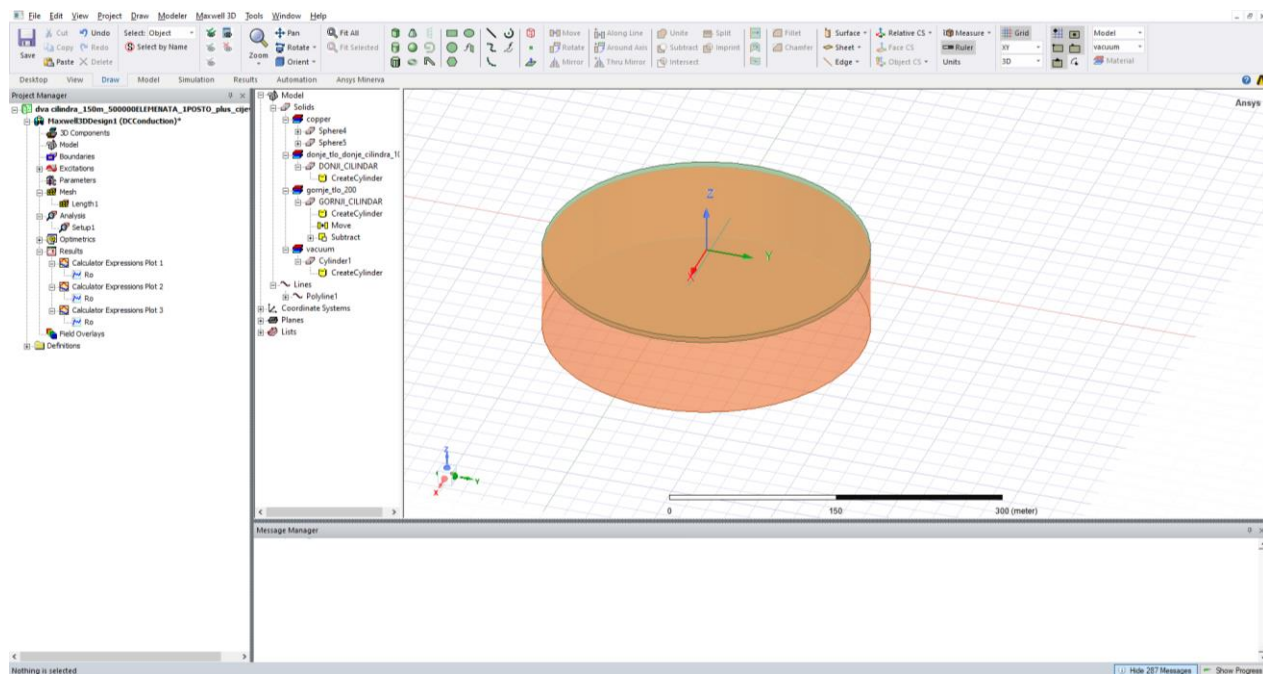 File Edit View Project Draw Modeler Maxwell 3D Tools Window Help
Save
Cut
Undo
Copy
Redo
Paste
Delete
Select: Object
Select by Name
Zoom
Pan
Rotate
Orient
Fit All
Fit Selected
Move
Rotate
Mirror
Along Line
Around Axis
Thru Mirror
Unite
Subtract
Intersect
Split
Imprint
Fillet
Chamfer
Surface
Sheet
Edge
Relative CS
Face CS
Object CS
Measure
Ruler
Units
Grid
XY
3D
Model
vacuum
Material
Desktop View Draw Model Simulation Results Automation Ansys Minerva
Project Manager
dva cilindra_150m_500000ELEMENATA_1POSTO_plus_cije
Maxwell3DDesign1 (DCConduction)*
3D Components
Model
Boundaries
Excitations
Parameters
Mesh
Length1
Analysis
Setup1
Optimetrics
Results
Calculator Expressions Plot 1
Ro
Calculator Expressions Plot 2
Ro
Calculator Expressions Plot 3
Ro
Field Overlays
Definitions
Model
Solids
copper
Sphere4
Sphere5
donje_tlo_donje_cilindra_10
DONJI_CILINDAR
CreateCylinder
gornje_tlo_200
GORNJI_CILINDAR
CreateCylinder
Move
Subtract
vacuum
Cylinder1
CreateCylinder
Lines
Polyline1
Coordinate Systems
Planes
Lists
Ansys
Z
Y
X
Z
Y
X
0 150 300 (meter)
Message Manager
Nothing is selected
Hide 287 Messages
Show Progress